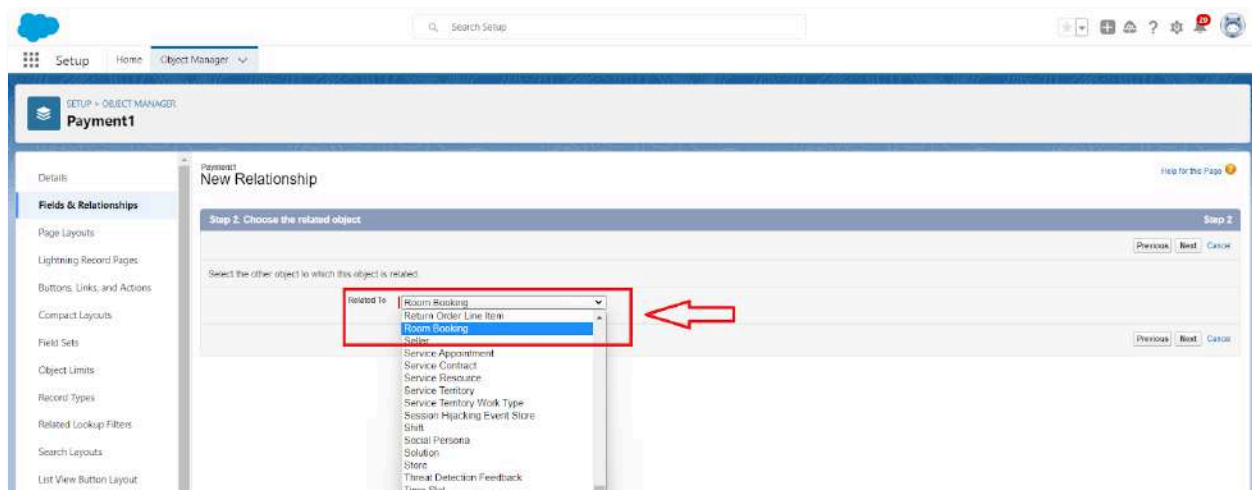 Search Setup
20
Setup Home Object Manager
SETUP > OBJECT MANAGER
Payment1
Details
Fields & Relationships
Page Layouts
Lightning Record Pages
Buttons, Links, and Actions
Compact Layouts
Field Sets
Object Limits
Record Types
Related Lookup Filters
Search Layouts
List View Button Layout
Payment1
New Relationship
Help for this Page
Step 2. Choose the related object Step 2
Previous Next Cancel
Select the other object to which this object is related.
Related To Room Booking
Return Order Line Item
Room Booking
Seller
Service Appointment
Service Contract
Service Resource
Service Territory
Service Territory Work Type
Session Hijacking Event Store
Shift
Social Persona
Solution
Store
Threat Detection Feedback
Time Slot
Previous Next Cancel